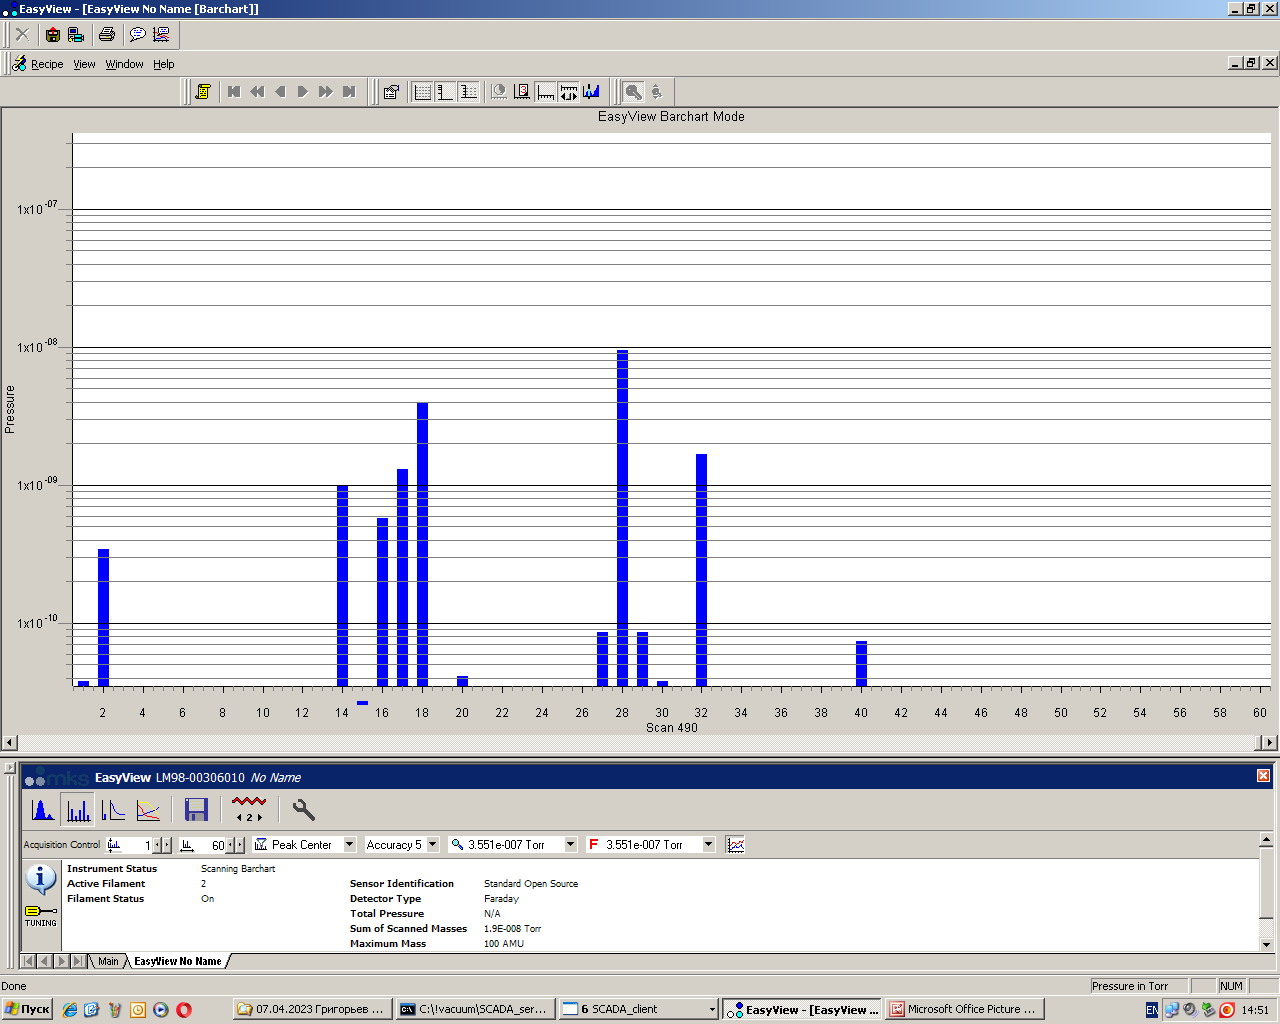 EasyView - [EasyView No Name [Barchart]]
Recipe View Window Help
EasyView Barchart Mode
1x10 -07
1x10 -08
1x10 -09
1x10 -10
Pressure
2 4 6 8 10 12 14 16 18 20 22 24 26 28 30 32 34 36 38 40 42 44 46 48 50 52 54 56 58 60
Scan 490
mks EasyView LM98-00306010 No Name
2
Acquisition Control 1 60 Peak Center Accuracy 5 3.551e-007 Torr F 3.551e-007 Torr
Instrument Status Scanning Barchart
Active Filament 2 Sensor Identification Standard Open Source
Filament Status On Detector Type Faraday
TUNING
Total Pressure N/A
Sum of Scanned Masses 1.9E-008 Torr
Maximum Mass 100 AMU
Main EasyView No Name
Done Pressure in Torr NUM
Пуск 07.04.2023 Григорьев ... C:\!vacuum\SCADA_ser... 6 SCADA_client EasyView - [EasyView ... Microsoft Office Picture ... EN 14:51